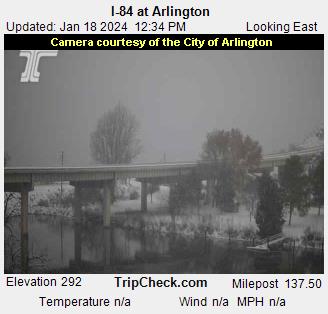 I-84 at Arlington
Updated: Jan 18 2024 12:34 PM Looking East
Camera courtesy of the City of Arlington
Elevation 292 TripCheck.com Milepost 137.50
Temperature n/a Wind n/a MPH n/a